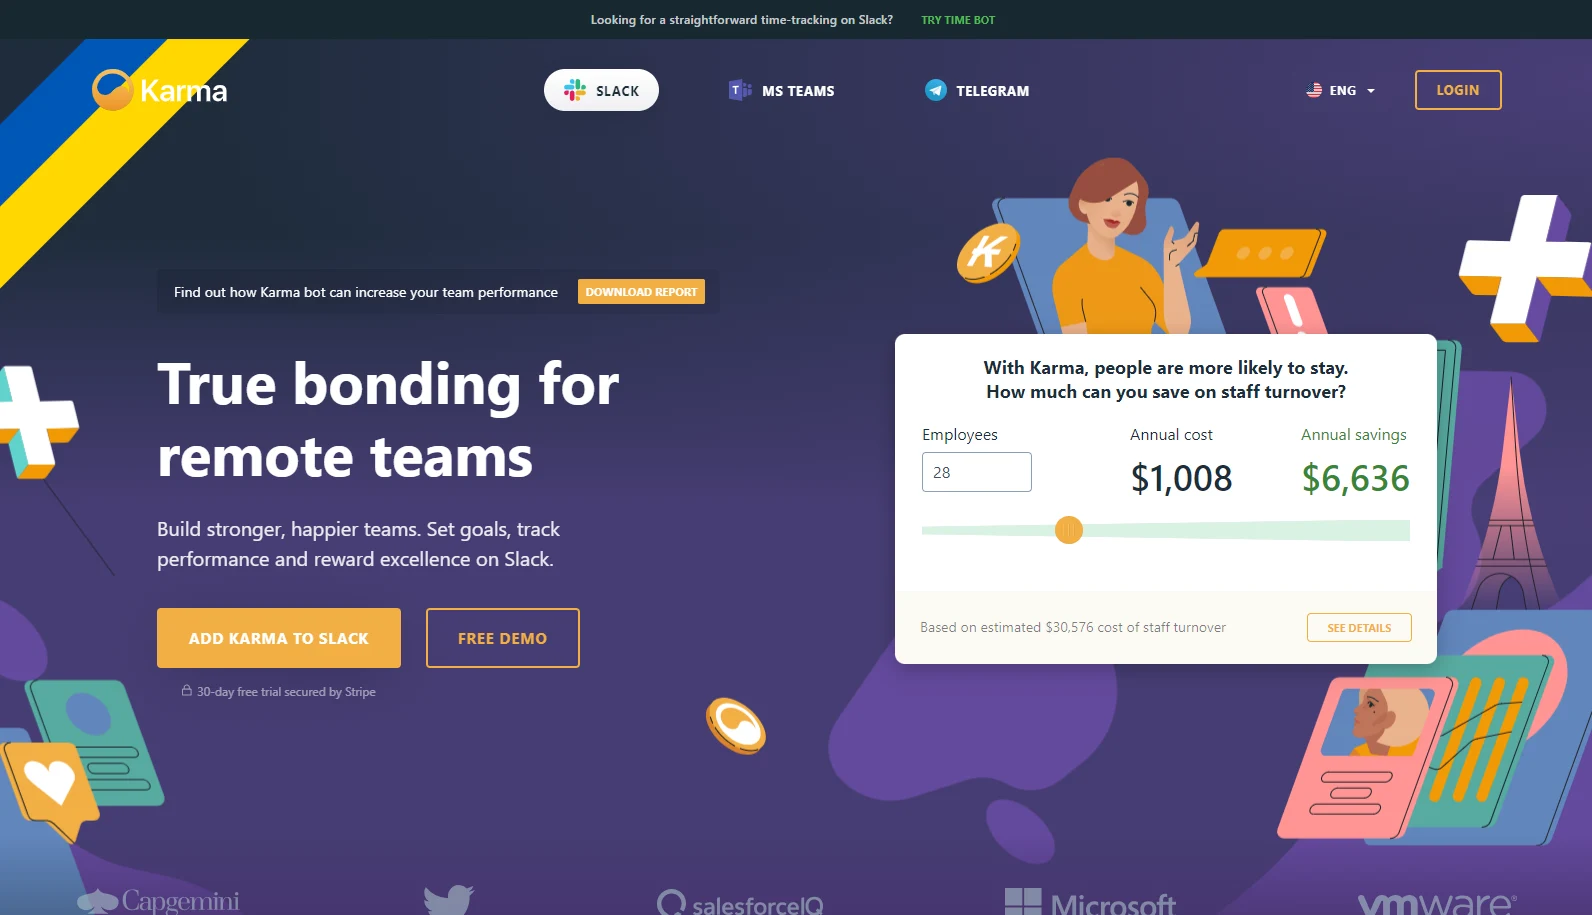 Looking for a straightforward time-tracking on Slack? TRY TIME BOT
Karma
SLACK
MS TEAMS
TELEGRAM
ENG
LOGIN
Find out how Karma bot can increase your team performance
DOWNLOAD REPORT
True bonding for
remote teams
Build stronger, happier teams. Set goals, track
performance and reward excellence on Slack.
ADD KARMA TO SLACK
FREE DEMO
30-day free trial secured by Stripe
With Karma, people are more likely to stay.
How much can you save on staff turnover?
Employees
28
Annual cost
$1,008
Annual savings
$6,636
Based on estimated $30,576 cost of staff turnover
SEE DETAILS
Capgemini
salesforceIQ
Microsoft
vmware